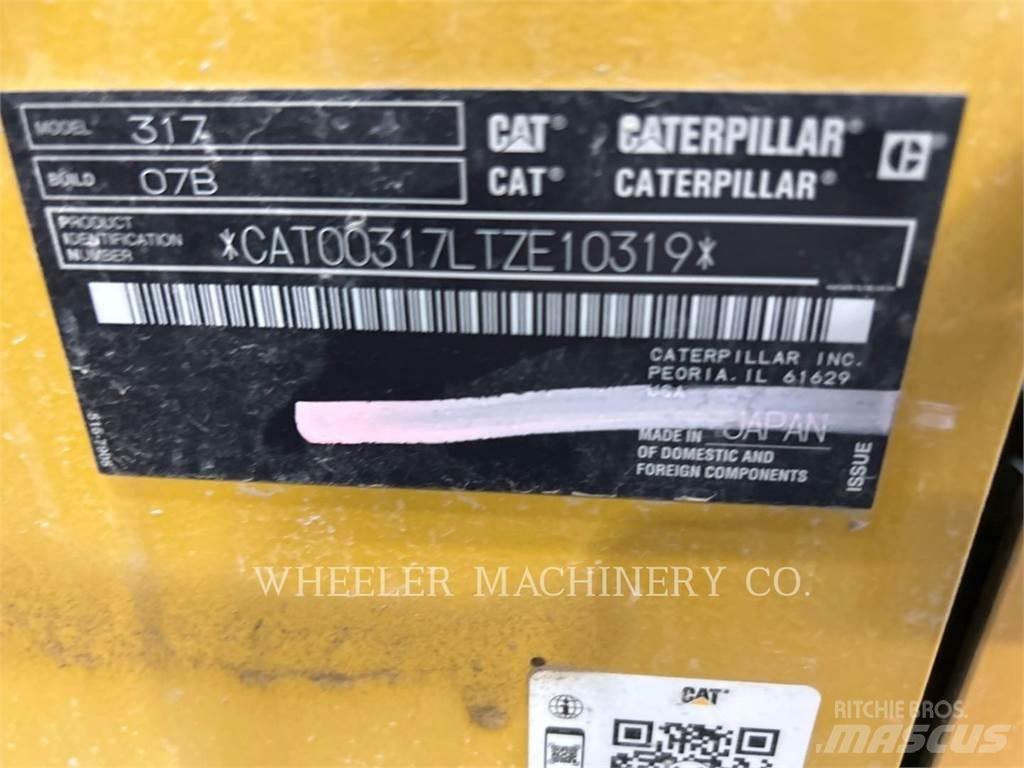 MODEL 317
BUILD 07B
CAT® CATERPILLAR®
CAT® CATERPILLAR®
PRODUCT
IDENTIFICATION
NUMBER
*CAT00317LTZE10319*
CATERPILLAR INC.
PEORIA, IL 61629
USA
MADE IN JAPAN
OF DOMESTIC AND
FOREIGN COMPONENTS
ISSUE
WHEELER MACHINERY CO.
CAT
RITCHIE BROS.
MASCUS